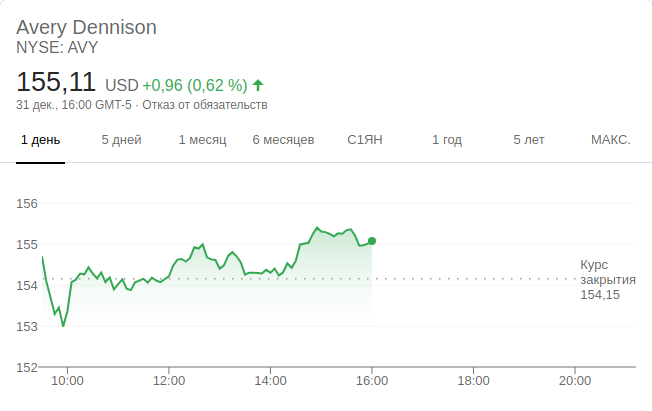 Avery Dennison
NYSE: AVY
155,11 USD +0,96 (0,62 %)
31 дек., 16:00 GMT-5 · Отказ от обязательств
1 день 5 дней 1 месяц 6 месяцев С1ЯН 1 год 5 лет МАКС.
156
155
Курс
закрытия
154,15
154
153
152
10:00 12:00 14:00 16:00 18:00 20:00